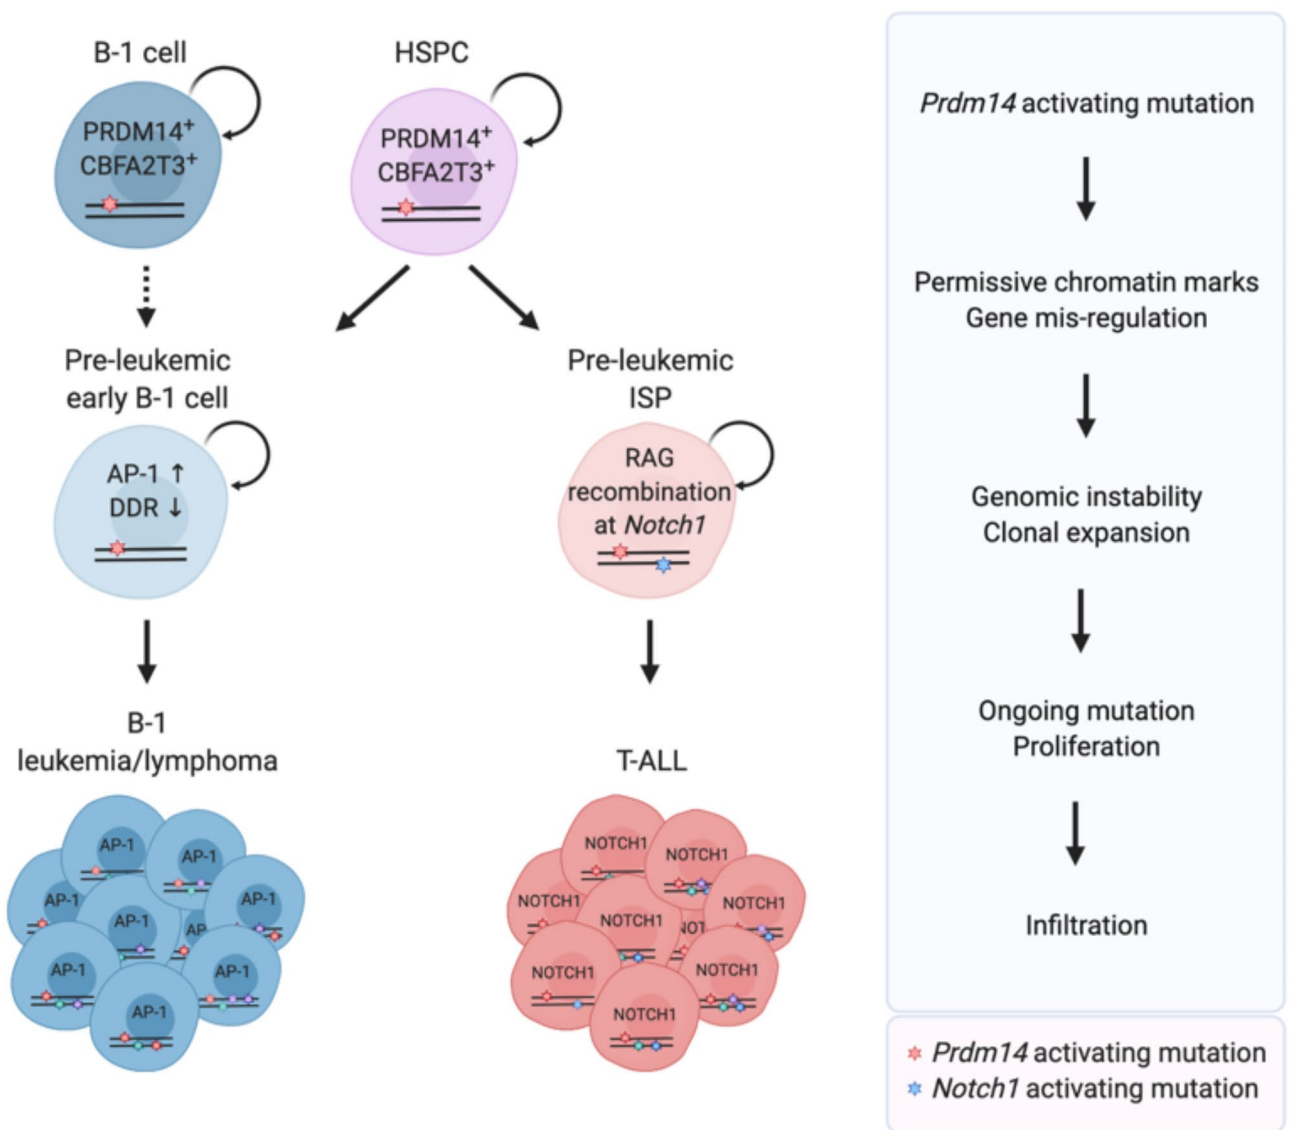 B-1 cell
PRDM14⁺
CBFA2T3⁺
HSPC
PRDM14⁺
CBFA2T3⁺
Pre-leukemic
early B-1 cell
AP-1 ↑
DDR ↓
Pre-leukemic
ISP
RAG
recombination
at Notch1
B-1
leukemia/lymphoma
AP-1
AP-1
AP-1
AP-1
AP-1
AP
AP-1
AP-1
AP-1
T-ALL
NOTCH1
NOTCH1
NOTCH1
NOTCH1
NOTCH1
NOT
NOTCH1
NOTCH1
NOTCH1
Prdm14 activating mutation
Permissive chromatin marks
Gene mis-regulation
Genomic instability
Clonal expansion
Ongoing mutation
Proliferation
Infiltration
Prdm14 activating mutation
Notch1 activating mutation